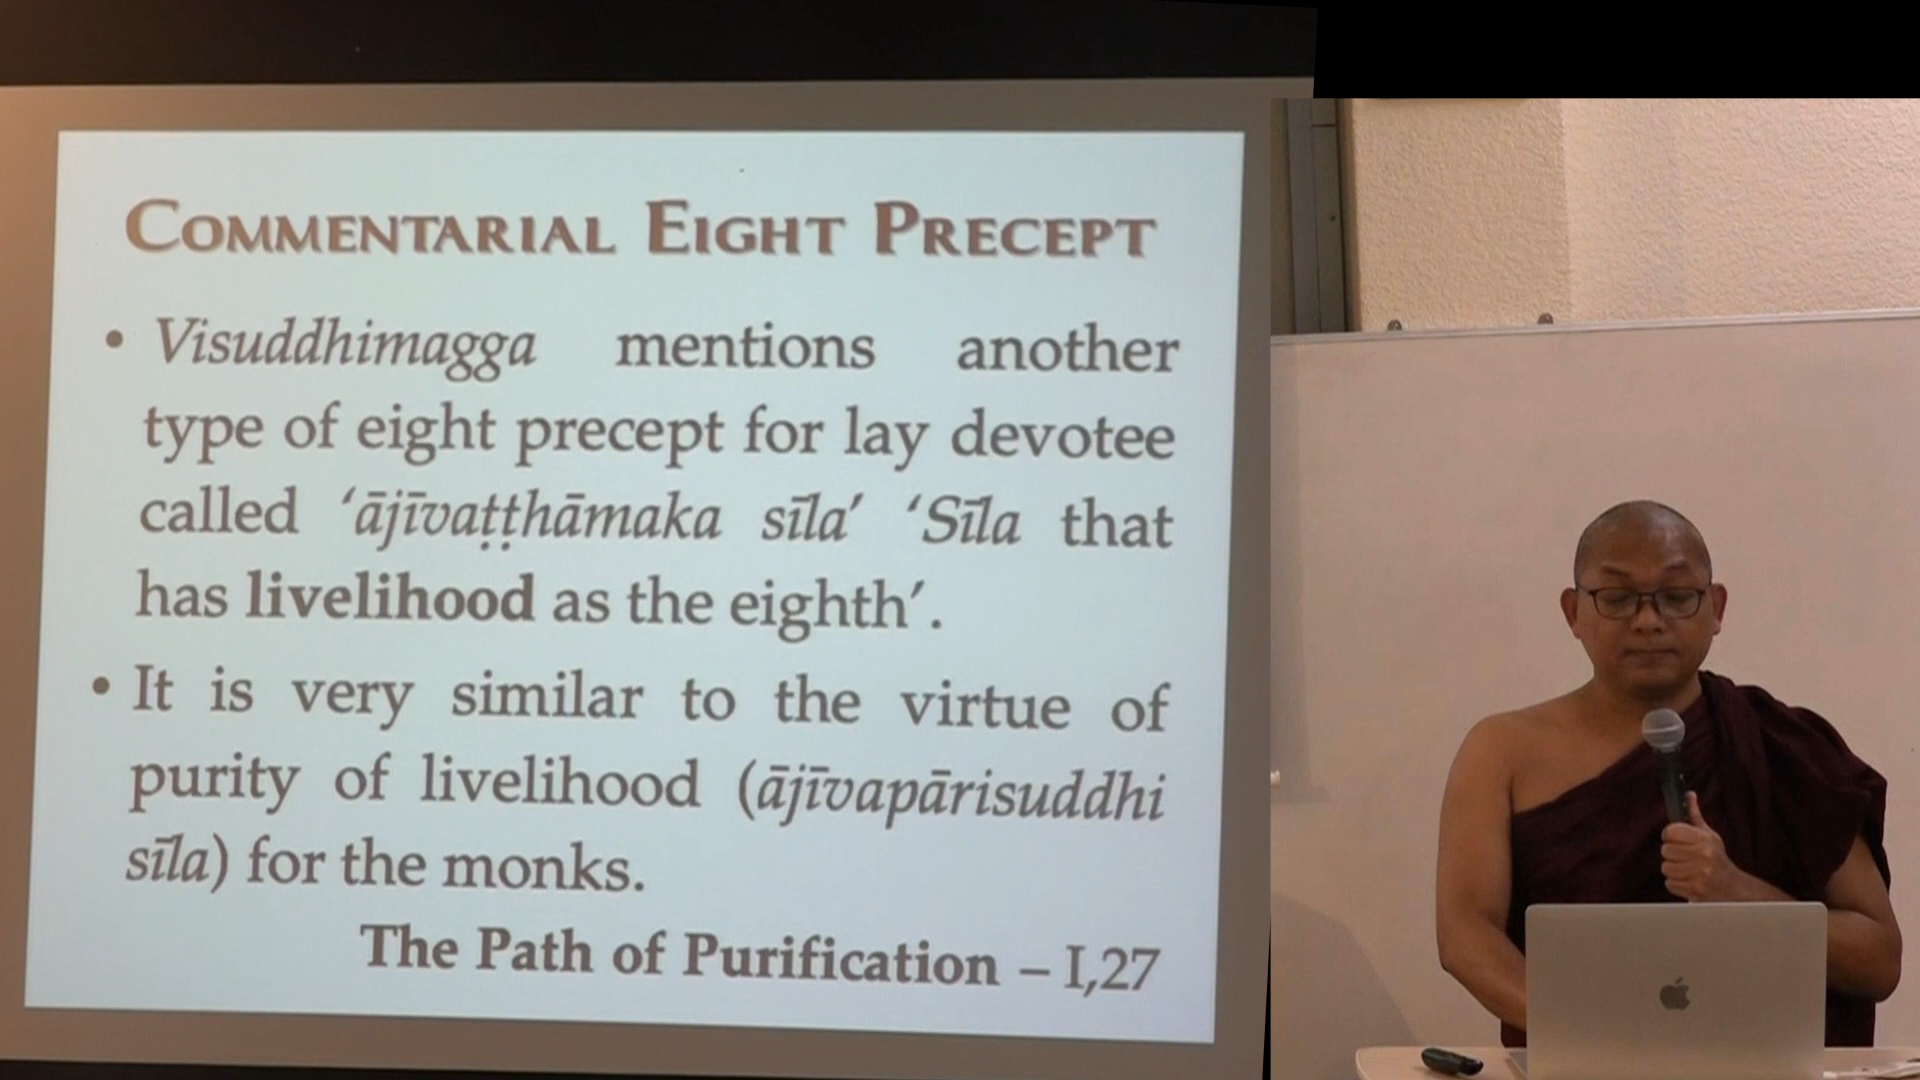 COMMENTARIAL EIGHT PRECEPT
• Visuddhimagga mentions another
type of eight precept for lay devotee
called ‘ājīvaṭṭhāmaka sīla’ ‘Sīla that
has livelihood as the eighth’.
• It is very similar to the virtue of
purity of livelihood (ājīvapārisuddhi
sīla) for the monks.
The Path of Purification – I,27